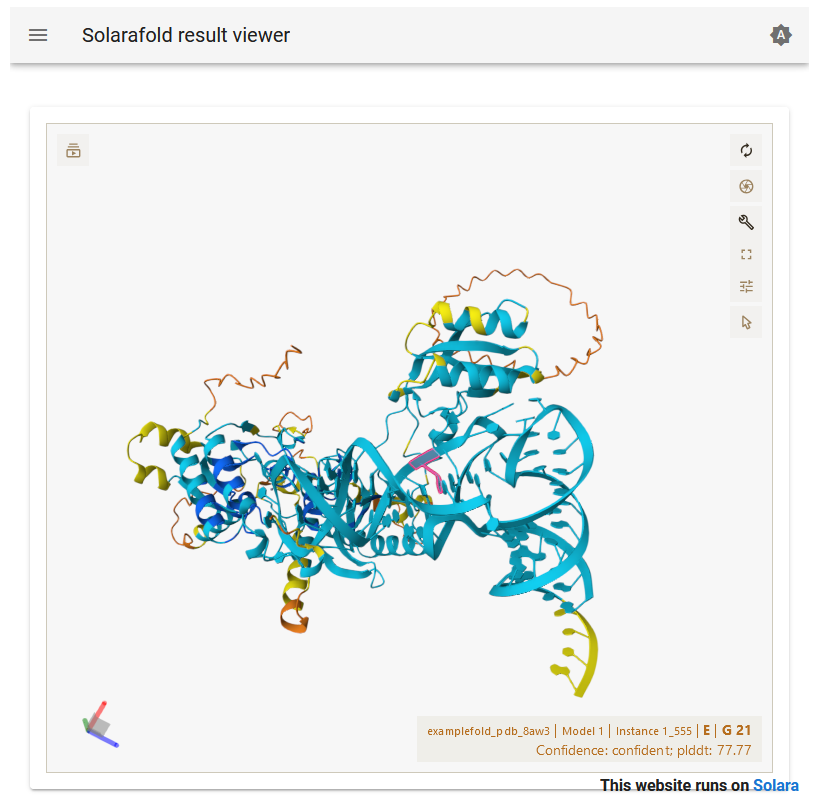 Solarafold result viewer
A
examplefold_pdb_8aw3 | Model 1 | Instance 1_555 | E | G 21
Confidence: confident; plddt: 77.77
This website runs on Solara